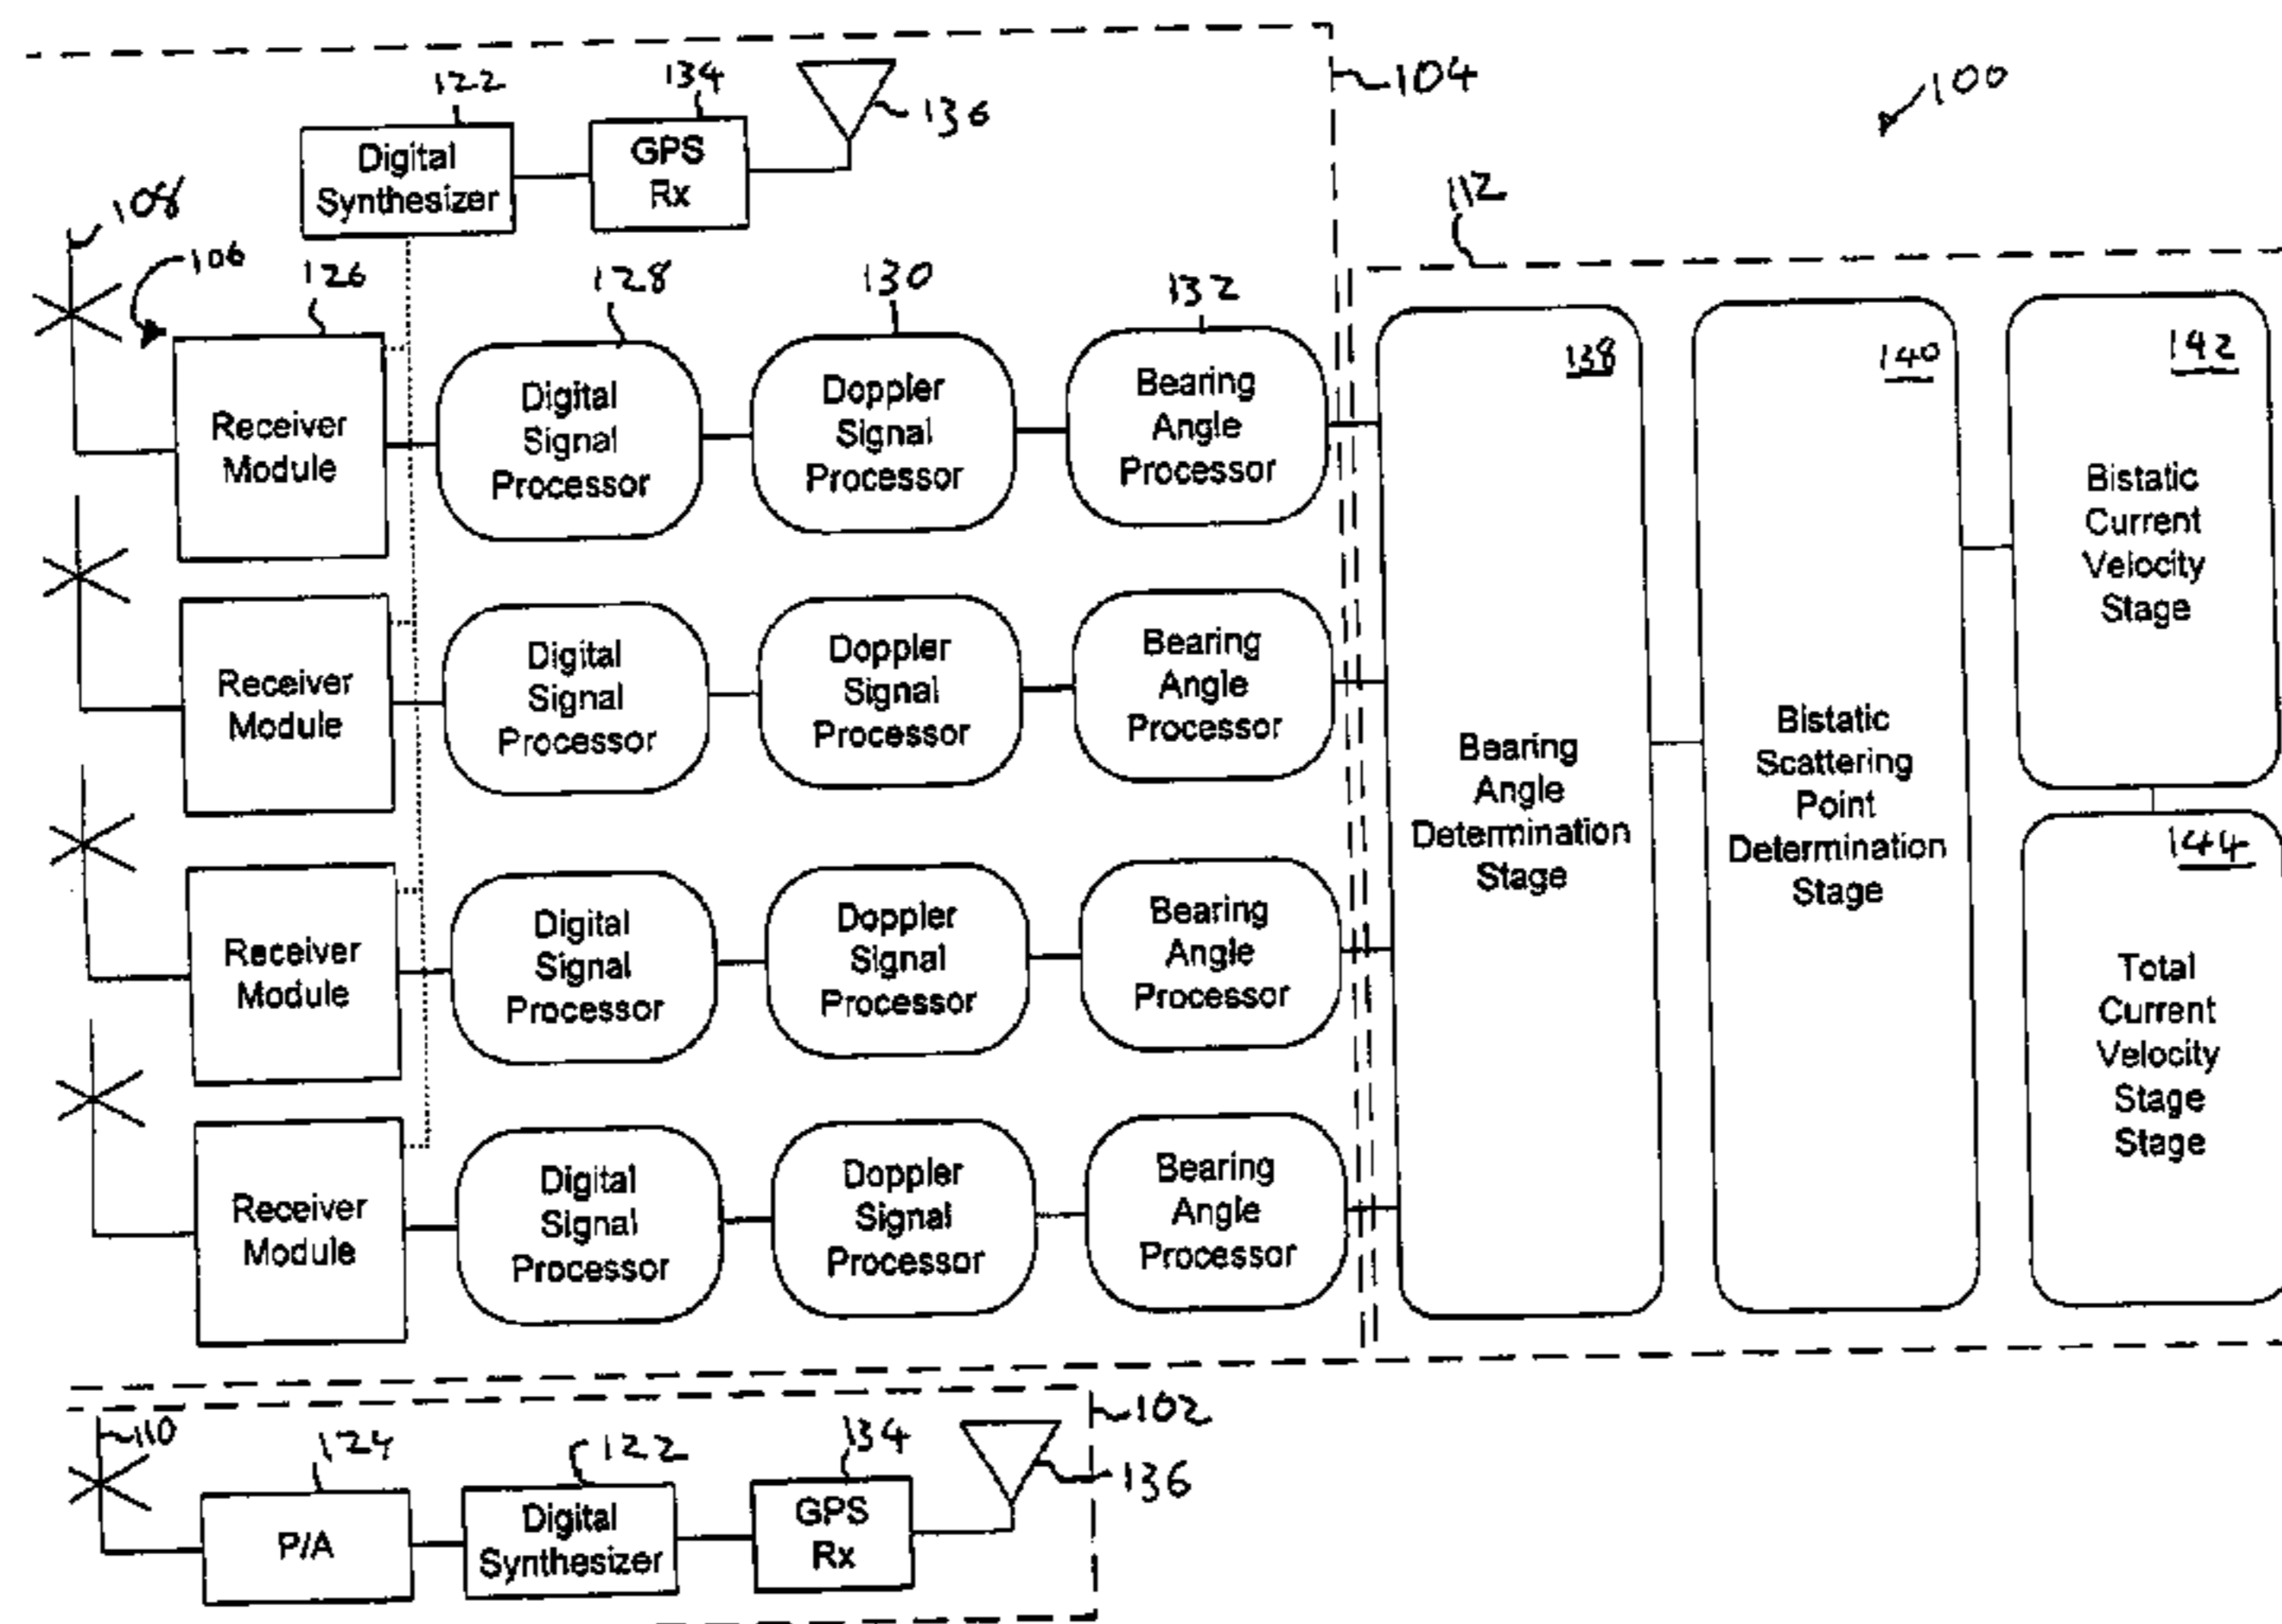 104
100
122
134
136
Digital
Synthesizer
GPS
Rx
112
108
106
126
128
130
132
138
140
142
Receiver
Module
Digital
Signal
Processor
Doppler
Signal
Processor
Bearing
Angle
Processor
Bistatic
Current
Velocity
Stage
Receiver
Module
Digital
Signal
Processor
Doppler
Signal
Processor
Bearing
Angle
Processor
Bearing
Angle
Determination
Stage
Bistatic
Scattering
Point
Determination
Stage
144
Receiver
Module
Digital
Signal
Processor
Doppler
Signal
Processor
Bearing
Angle
Processor
Total
Current
Velocity
Stage
Stage
Receiver
Module
Digital
Signal
Processor
Doppler
Signal
Processor
Bearing
Angle
Processor
102
110
124
122
134
136
P/A
Digital
Synthesizer
GPS
Rx